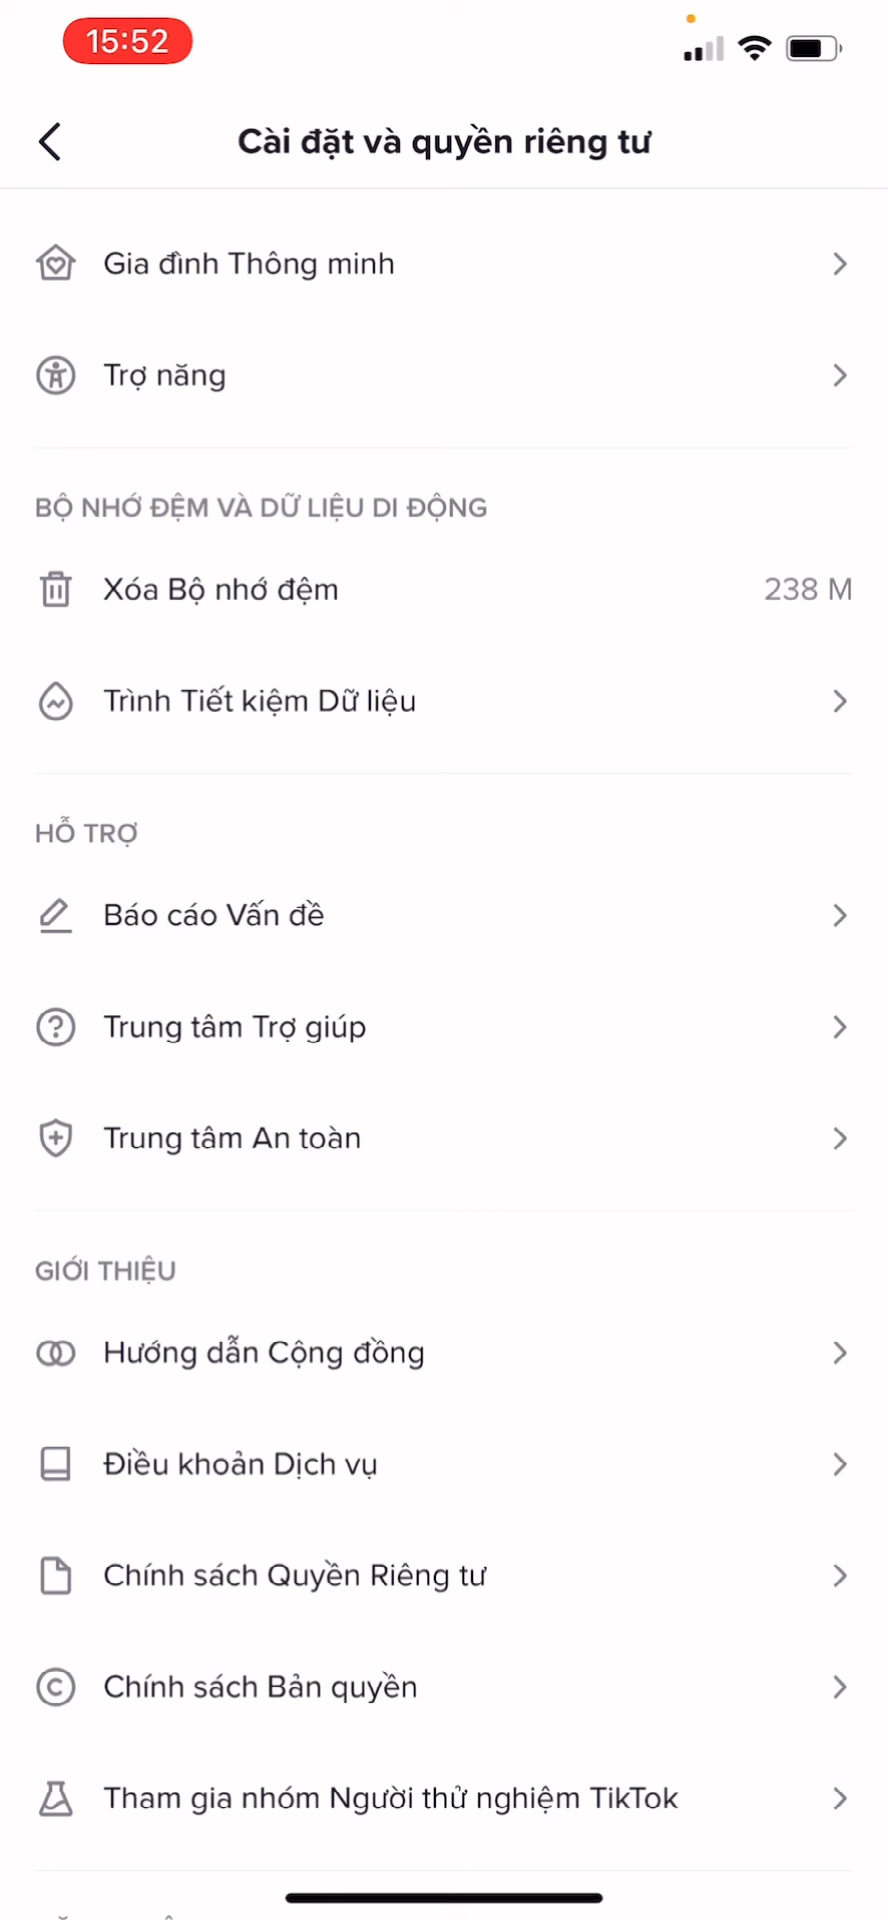 15:52
Cài đặt và quyền riêng tư
Gia đình Thông minh
Trợ năng
BỘ NHỚ ĐỆM VÀ DỮ LIỆU DI ĐỘNG
Xóa Bộ nhớ đệm 238 M
Trình Tiết kiệm Dữ liệu
HỖ TRỢ
Báo cáo Vấn đề
Trung tâm Trợ giúp
Trung tâm An toàn
GIỚI THIỆU
Hướng dẫn Cộng đồng
Điều khoản Dịch vụ
Chính sách Quyền Riêng tư
Chính sách Bản quyền
Tham gia nhóm Người thử nghiệm TikTok